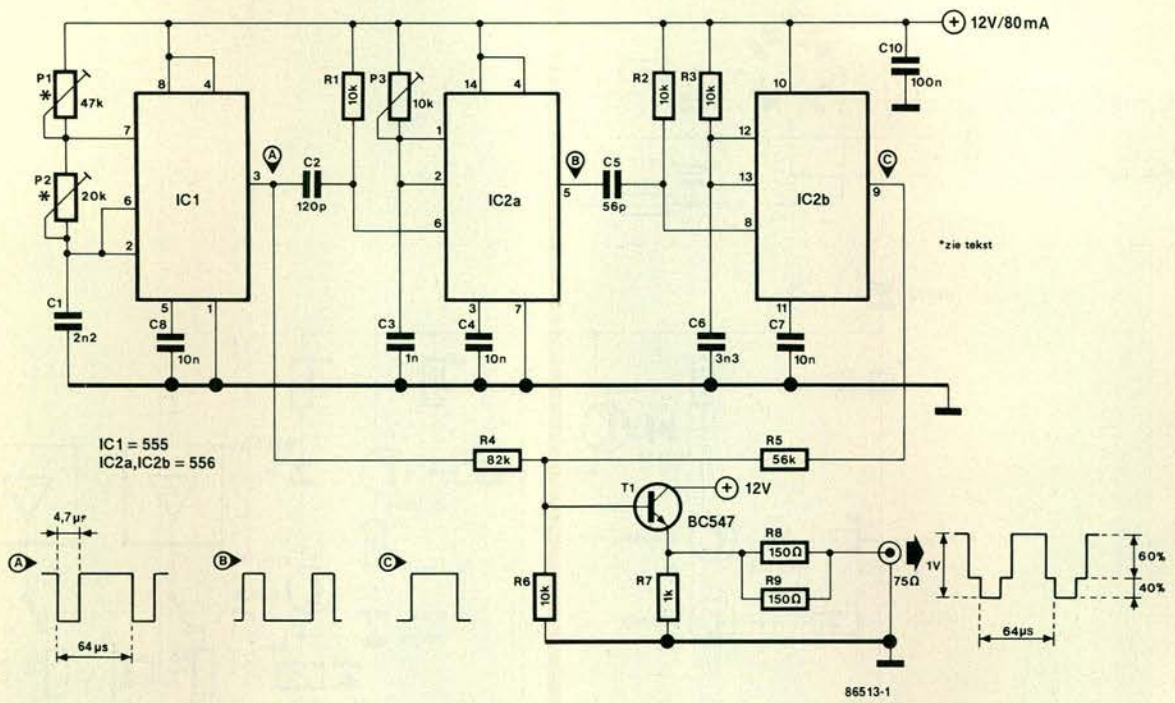 12V/80mA
C10
100n
P1
*
47k
8
4
R1
10k
P3
10k
14
4
R2
10k
R3
10k
10
7
1
12
A
C2
120p
B
C5
56p
C
3
2
5
13
9
P2
*
20k
6
IC1
IC2a
IC2b
6
8
2
*zie tekst
5
1
3
7
11
C1
2n2
C8
10n
C3
1n
C4
10n
C6
3n3
C7
10n
IC1 = 555
IC2a,IC2b = 556
R4
82k
R5
56k
T1
12V
BC547
4,7µs
A
B
C
R8
150Ω
R9
150Ω
R6
10k
R7
1k
75Ω
1V
60%
40%
64µs
64µs
86513-1